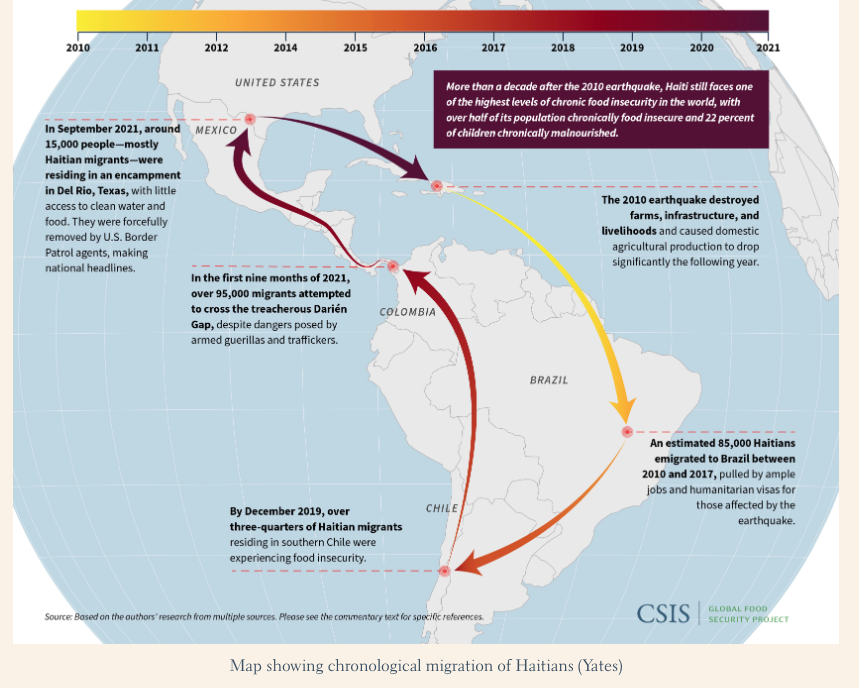 2010 2011 2012 2014 2015 2016 2017 2018 2019 2020 2021
UNITED STATES
More than a decade after the 2010 earthquake, Haiti still faces one
of the highest levels of chronic food insecurity in the world, with
over half of its population chronically food insecure and 22 percent
of children chronically malnourished.
MEXICO
In September 2021, around
15,000 people—mostly
Haitian migrants—were
residing in an encampment
in Del Rio, Texas, with little
access to clean water and
food. They were forcefully
removed by U.S. Border
Patrol agents, making
national headlines.
The 2010 earthquake destroyed
farms, infrastructure, and
livelihoods and caused domestic
agricultural production to drop
significantly the following year.
In the first nine months of 2021,
over 95,000 migrants attempted
to cross the treacherous Darién
Gap, despite dangers posed by
armed guerillas and traffickers.
COLOMBIA
BRAZIL
An estimated 85,000 Haitians
emigrated to Brazil between
2010 and 2017, pulled by ample
jobs and humanitarian visas for
those affected by the
earthquake.
CHILE
By December 2019, over
three-quarters of Haitian migrants
residing in southern Chile were
experiencing food insecurity.
Source: Based on the authors' research from multiple sources. Please see the commentary text for specific references.
CSIS
GLOBAL FOOD
SECURITY PROJECT
Map showing chronological migration of Haitians (Yates)